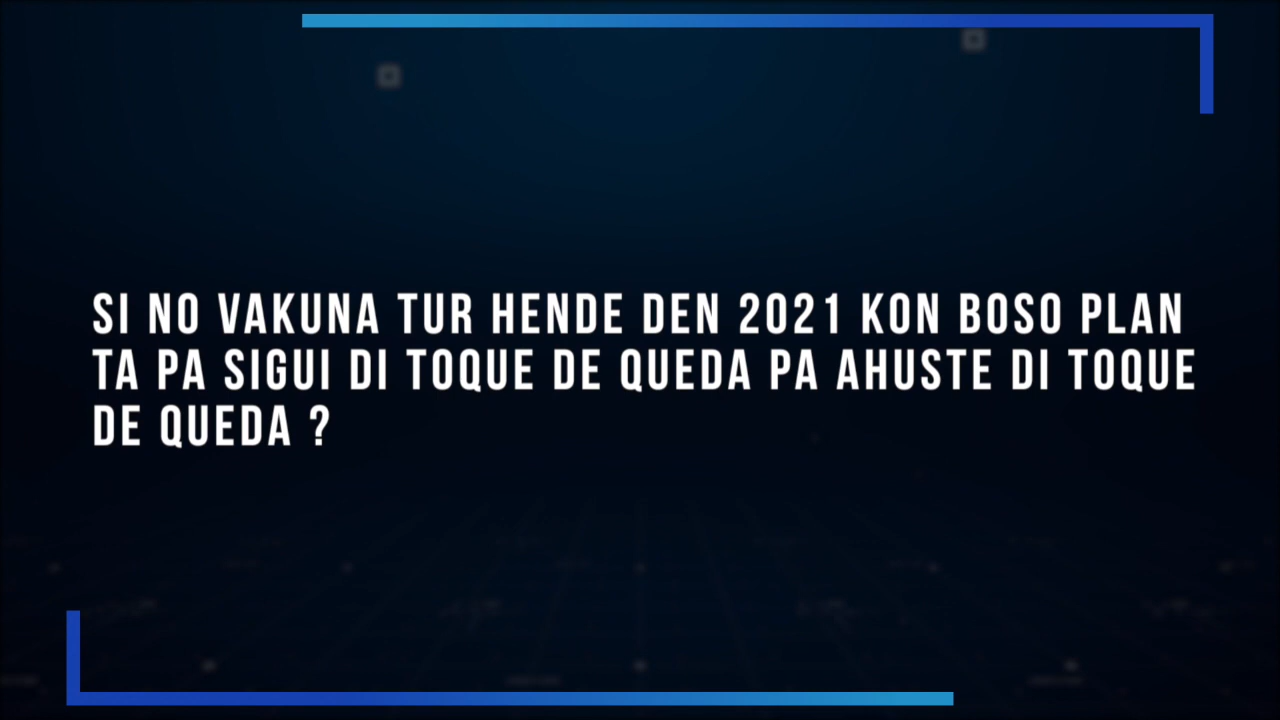 SI NO VAKUNA TUR HENDE DEN 2021 KON BOSO PLAN
TA PA SIGUI DI TOQUE DE QUEDA PA AHUSTE DI TOQUE
DE QUEDA ?